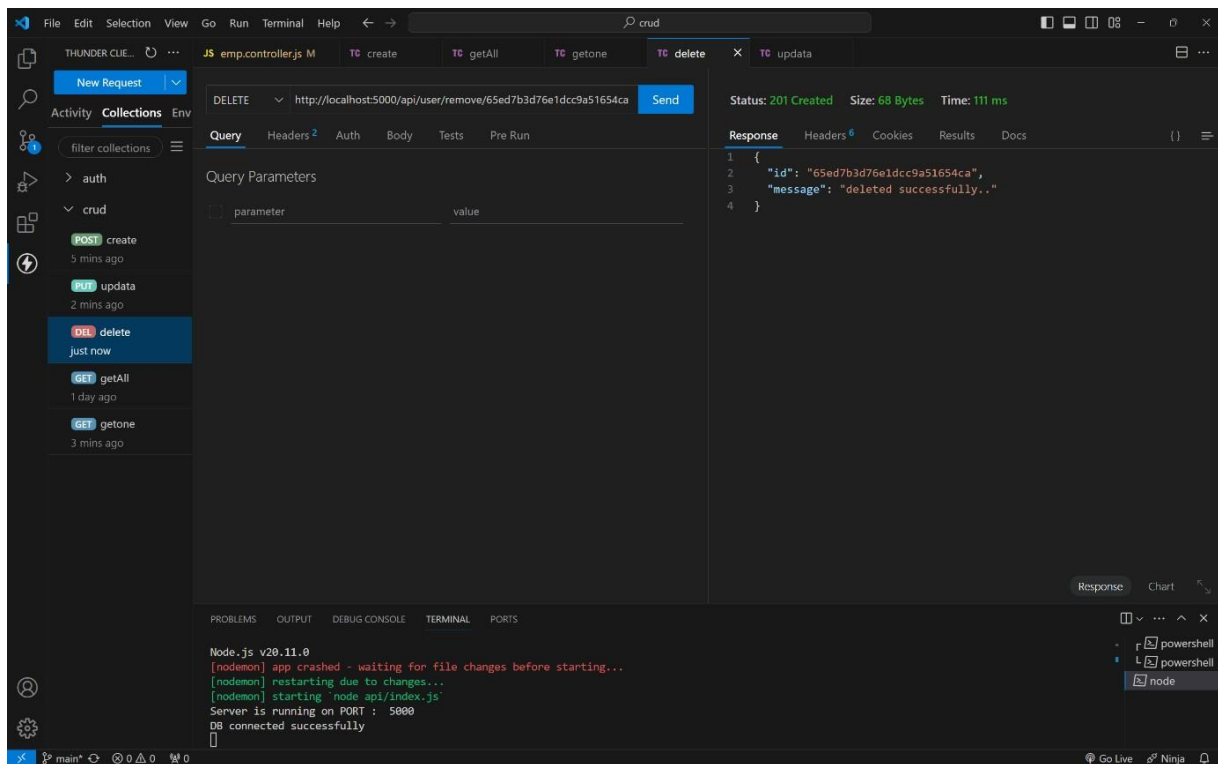 File Edit Selection View Go Run Terminal Help crud
THUNDER CLIE... JS emp.controller.js M TC create TC getAll TC getone TC delete TC updata
New Request
Activity Collections Env
filter collections
auth
crud
POST create
5 mins ago
PUT updata
2 mins ago
DEL delete
just now
GET getAll
1 day ago
GET getone
3 mins ago
DELETE http://localhost:5000/api/user/remove/65ed7b3d76e1dcc9a51654ca Send
Query Headers 2 Auth Body Tests Pre Run
Query Parameters
parameter value
Status: 201 Created Size: 68 Bytes Time: 111 ms
Response Headers 6 Cookies Results Docs {}
1 {
2 "id": "65ed7b3d76e1dcc9a51654ca",
3 "message": "deleted successfully.."
4 }
Response Chart
PROBLEMS OUTPUT DEBUG CONSOLE TERMINAL PORTS
Node.js v20.11.0
[nodemon] app crashed - waiting for file changes before starting...
[nodemon] restarting due to changes...
[nodemon] starting `node api/index.js`
Server is running on PORT : 5000
DB connected successfully
powershell
powershell
node
1
main* 0 0 0 Go Live Ninja